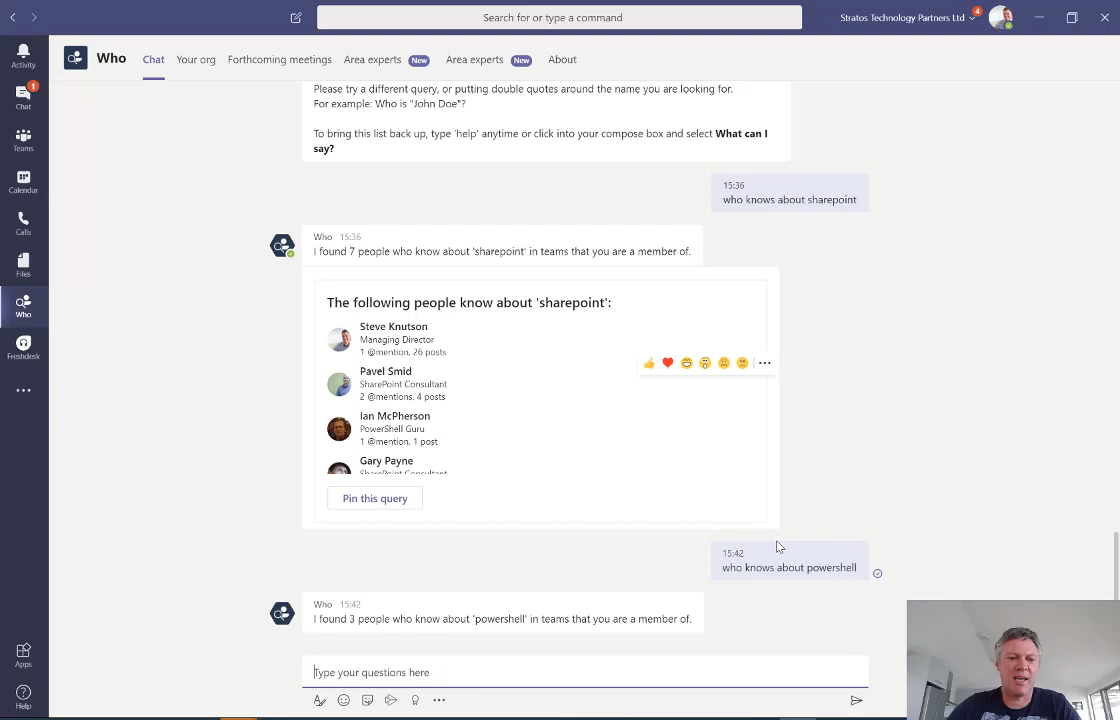 Search for or type a command
Stratos Technology Partners Ltd
4
Activity
1
Chat
Teams
Calendar
Calls
Files
Who
Freshdesk
Apps
Help
Who
Chat
Your org
Forthcoming meetings
Area experts
New
Area experts
New
About
Please try a different query, or putting double quotes around the name you are looking for.
For example: Who is "John Doe"?
To bring this list back up, type 'help' anytime or click into your compose box and select What can I
say?
15:36
who knows about sharepoint
Who 15:36
I found 7 people who know about 'sharepoint' in teams that you are a member of.
The following people know about 'sharepoint':
Steve Knutson
Managing Director
1 @mention, 26 posts
Pavel Smid
SharePoint Consultant
2 @mentions, 4 posts
Ian McPherson
PowerShell Guru
1 @mention, 1 post
Gary Payne
SharePoint Consultant
Pin this query
15:42
who knows about powershell
Who 15:42
I found 3 people who know about 'powershell' in teams that you are a member of.
Type your questions here